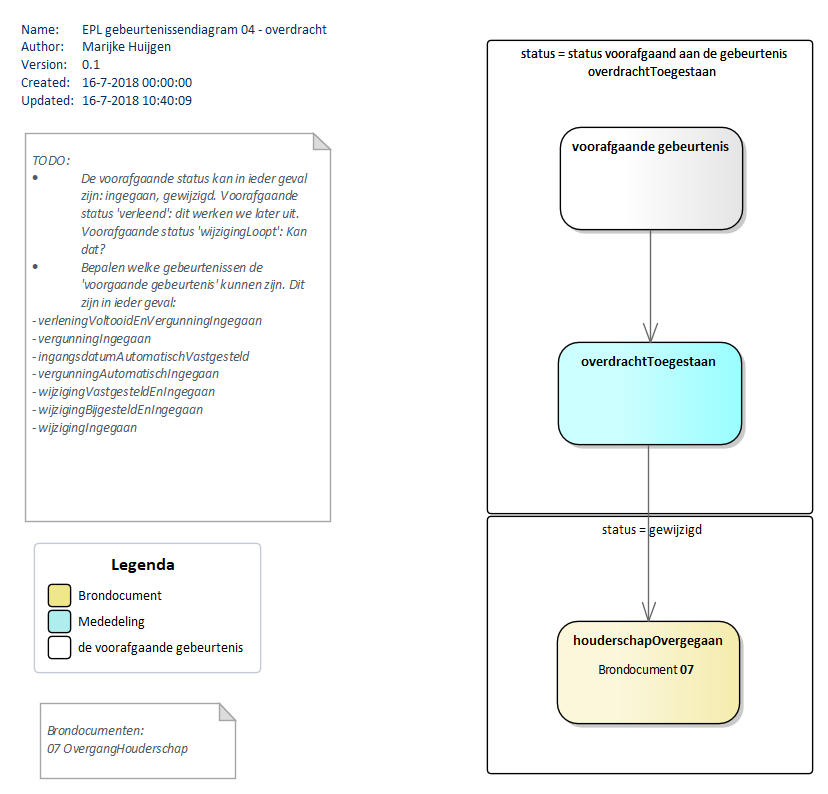 Name: EPL gebeurtenissendiagram 04 - overdracht
Author: Marijke Huijgen
Version: 0.1
Created: 16-7-2018 00:00:00
Updated: 16-7-2018 10:40:09
TODO:
• De voorafgaande status kan in ieder geval
zijn: ingegaan, gewijzigd. Voorafgaande
status 'verleend': dit werken we later uit.
Voorafgaande status 'wijzigingLoopt': Kan
dat?
• Bepalen welke gebeurtenissen de
'voorgaande gebeurtenis' kunnen zijn. Dit
zijn in ieder geval:
- verleningVoltooidEnVergunningIngegaan
- vergunningIngegaan
- ingangsdatumAutomatischVastgesteld
- vergunningAutomatischIngegaan
- wijzigingVastgesteldEnIngegaan
- wijzigingBijgesteldEnIngegaan
- wijzigingIngegaan
Legenda
Brondocument
Mededeling
de voorafgaande gebeurtenis
Brondocumenten:
07 OvergangHouderschap
status = status voorafgaand aan de gebeurtenis
overdrachtToegestaan
voorafgaande gebeurtenis
overdrachtToegestaan
status = gewijzigd
houderschapOvergegaan
Brondocument 07